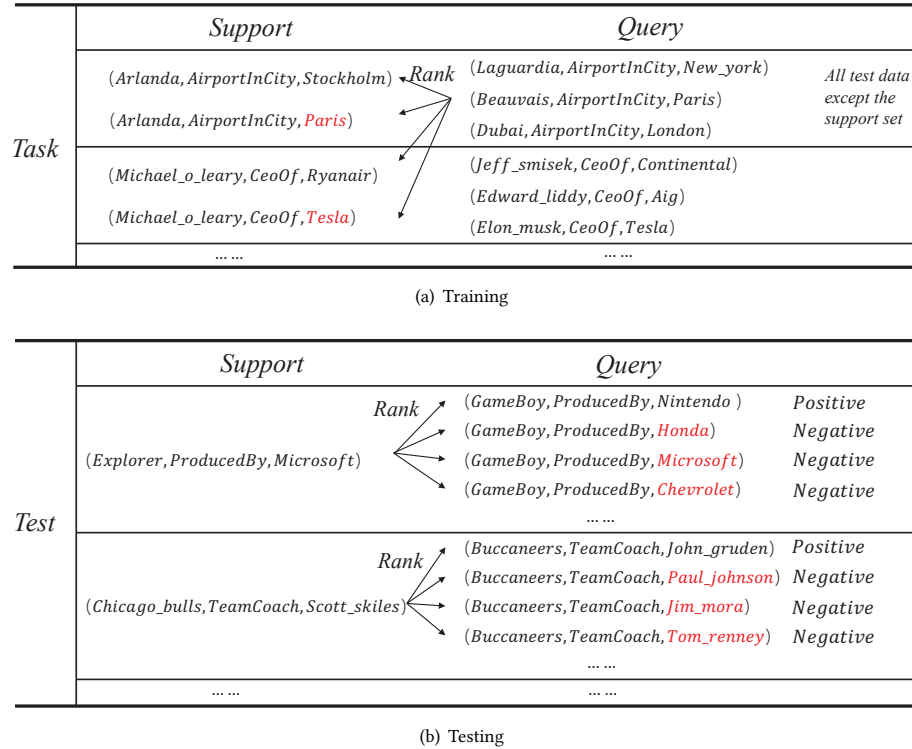 Support Query
Task
(Arlanda, AirportInCity, Stockholm) Rank (Laguardia, AirportInCity, New_york)
(Arlanda, AirportInCity, Paris) (Beauvais, AirportInCity, Paris)
(Dubai, AirportInCity, London)
All test data
except the
support set
(Michael_o_leary, CeoOf, Ryanair) (Jeff_smisek, CeoOf, Continental)
(Michael_o_leary, CeoOf, Tesla) (Edward_liddy, CeoOf, Aig)
(Elon_musk, CeoOf, Tesla)
… … … …
(a) Training
Support Query
Test
Rank
(Explorer, ProducedBy, Microsoft)
(GameBoy, ProducedBy, Nintendo ) Positive
(GameBoy, ProducedBy, Honda) Negative
(GameBoy, ProducedBy, Microsoft) Negative
(GameBoy, ProducedBy, Chevrolet) Negative
… …
Rank
(Chicago_bulls, TeamCoach, Scott_skiles)
(Buccaneers, TeamCoach, John_gruden) Positive
(Buccaneers, TeamCoach, Paul_johnson) Negative
(Buccaneers, TeamCoach, Jim_mora) Negative
(Buccaneers, TeamCoach, Tom_renney) Negative
… …
… … … …
(b) Testing